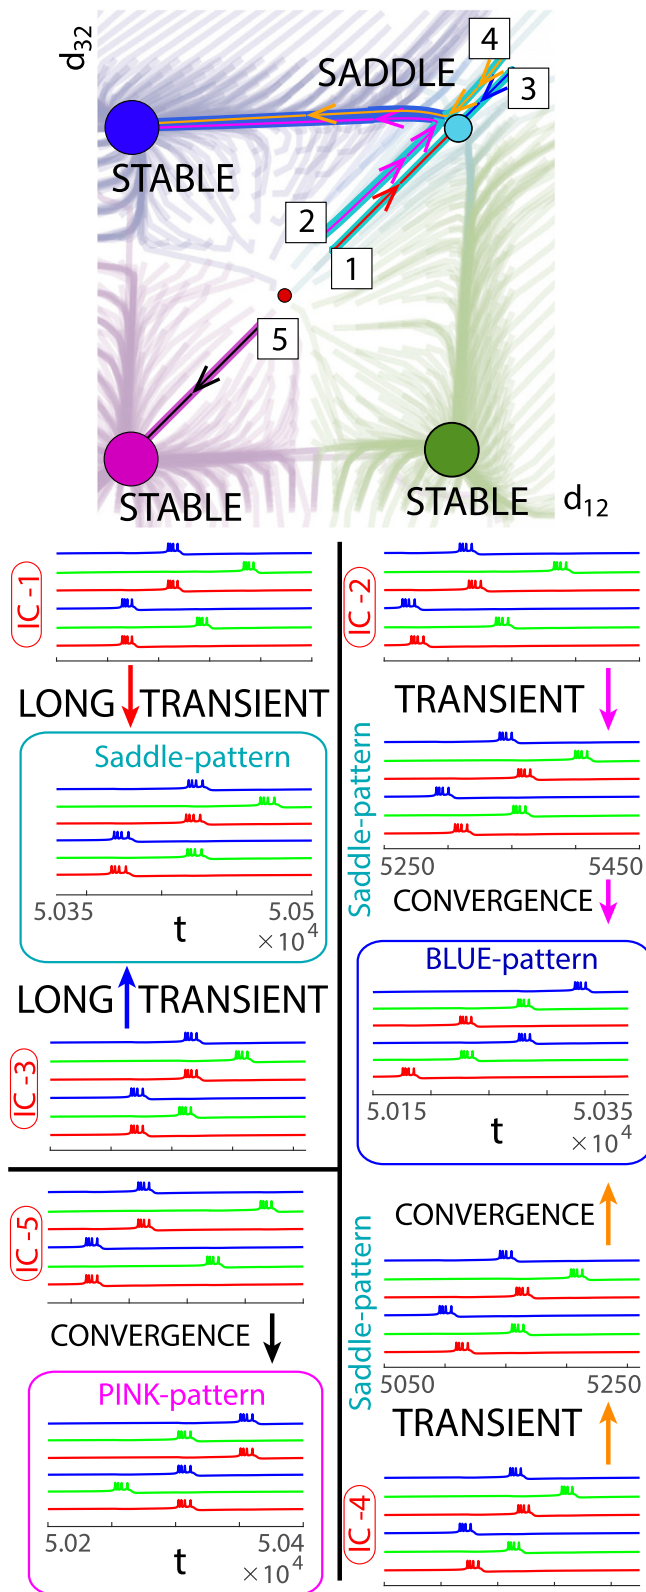 d32
4
SADDLE
3
STABLE
2
1
5
STABLE
STABLE
d12
IC -1
IC -2
LONG TRANSIENT
TRANSIENT
Saddle-pattern
Saddle-pattern
5.035 5.05
t
×10^4
5250 5450
CONVERGENCE
BLUE-pattern
LONG TRANSIENT
IC -3
5.015 5.035
t
×10^4
IC -5
CONVERGENCE
Saddle-pattern
CONVERGENCE
5050 5250
PINK-pattern
TRANSIENT
5.02 5.04
t
×10^4
IC -4